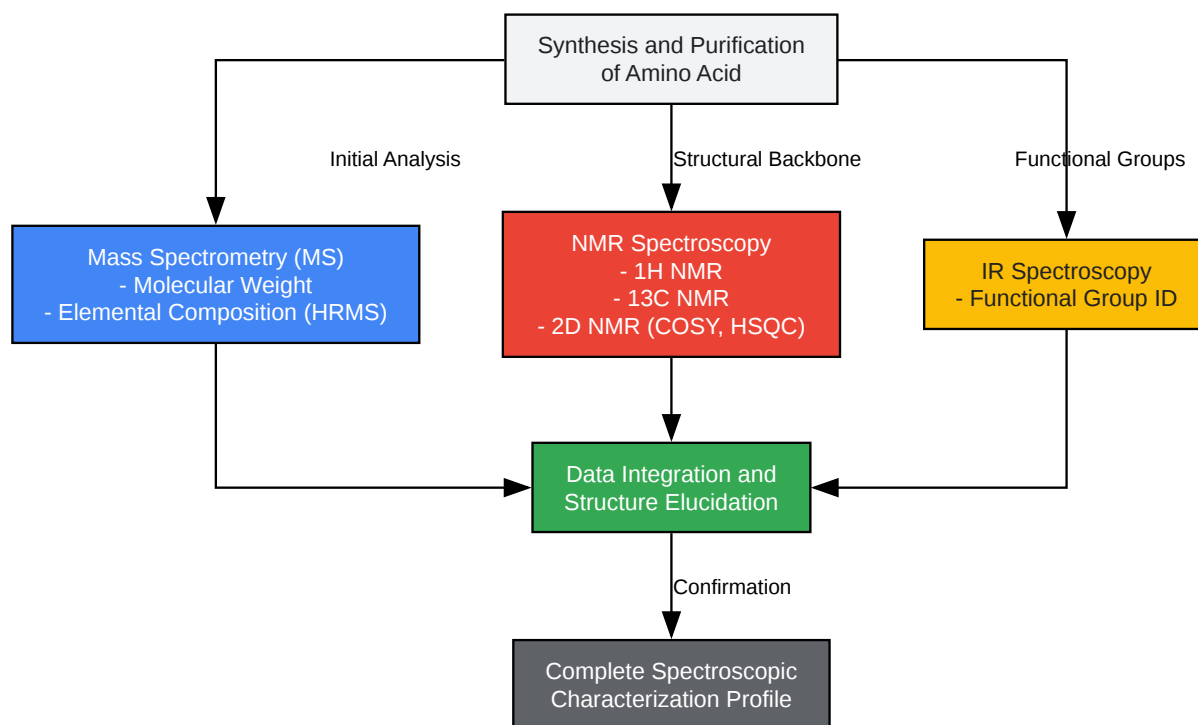 Synthesis and Purification
of Amino Acid
Initial Analysis
Structural Backbone
Functional Groups
Mass Spectrometry (MS)
- Molecular Weight
- Elemental Composition (HRMS)
NMR Spectroscopy
- 1H NMR
- 13C NMR
- 2D NMR (COSY, HSQC)
IR Spectroscopy
- Functional Group ID
Data Integration and
Structure Elucidation
Confirmation
Complete Spectroscopic
Characterization Profile